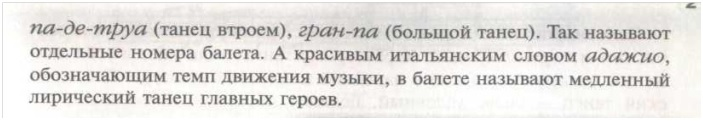 па-де-труа (танец втроем), гран-па (большой танец). Так называют
отдельные номера балета. А красивым итальянским словом адажио,
обозначающим темп движения музыки, в балете называют медленный
лирический танец главных героев.